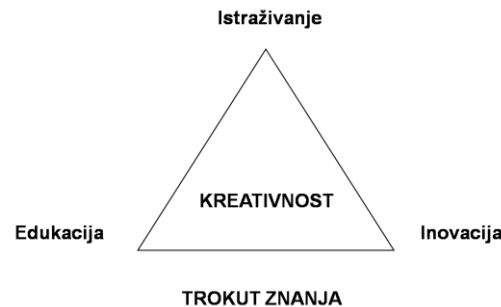 Istraživanje
KREATIVNOST
Edukacija
Inovacija
TROKUT ZNANJA